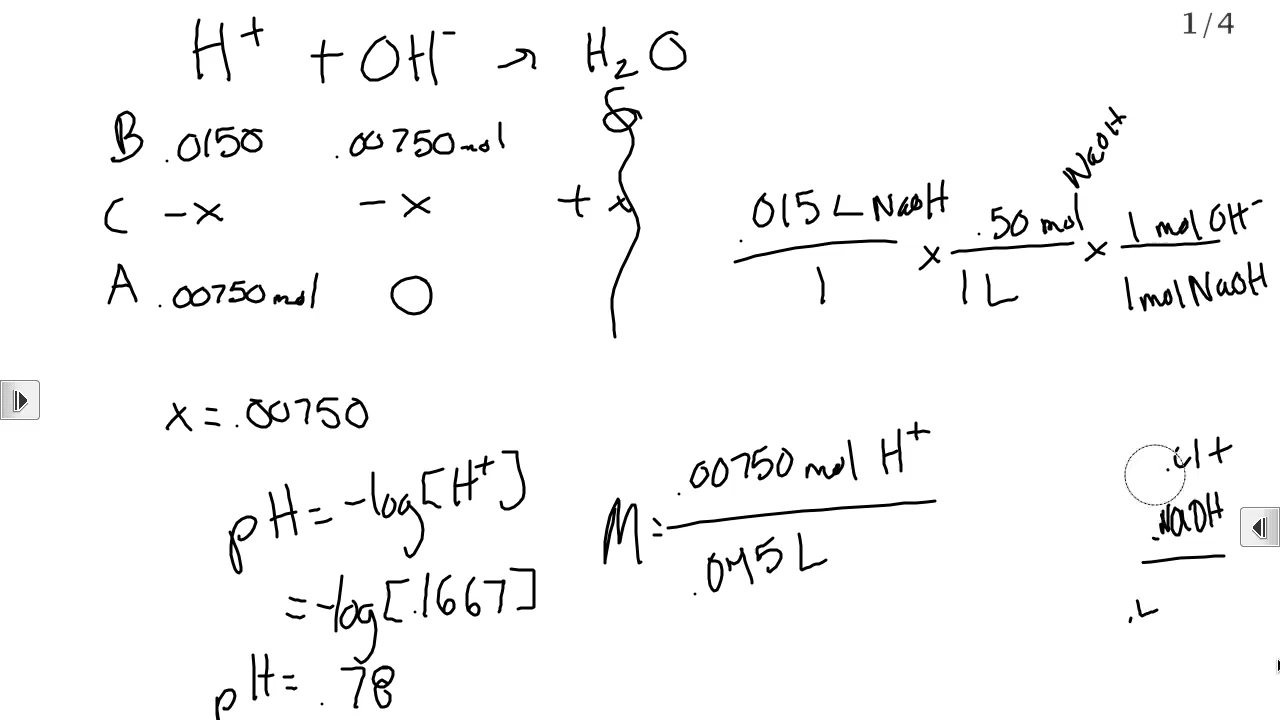 1/4
H⁺ + OH⁻ → H₂O
B .0150 .00750 mol
C -x -x +x
A .00750 mol 0
.015 L NaOH / 1 × .50 mol NaOH / 1 L × 1 mol OH⁻ / 1 mol NaOH
x = .00750
pH = -log[H⁺]
= -log[.1667]
pH = .78
M = .00750 mol H⁺ / .045 L
.NaOH
.L